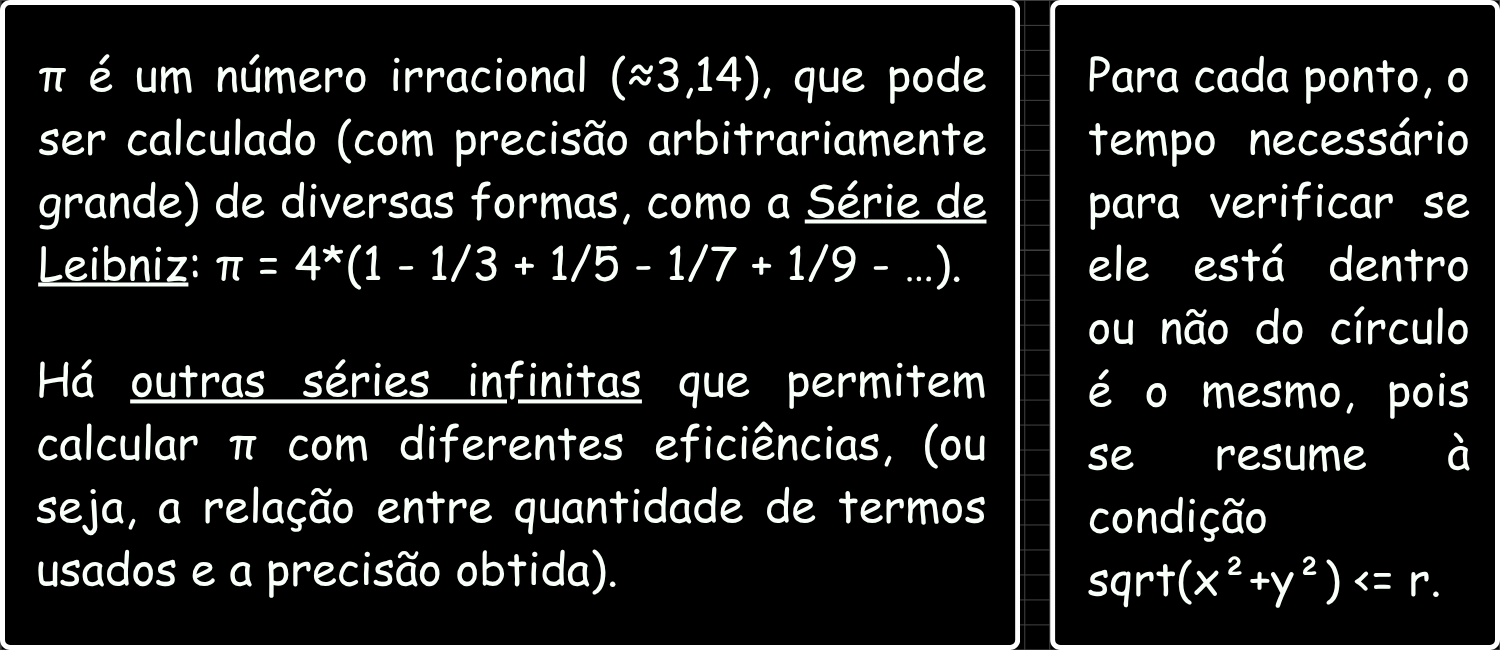 π é um número irracional (≈3,14), que pode
ser calculado (com precisão arbitrariamente
grande) de diversas formas, como a Série de
Leibniz: π = 4*(1 - 1/3 + 1/5 - 1/7 + 1/9 - ...).
Há outras séries infinitas que permitem
calcular π com diferentes eficiências, (ou
seja, a relação entre quantidade de termos
usados e a precisão obtida).
Para cada ponto, o
tempo necessário
para verificar se
ele está dentro
ou não do círculo
é o mesmo, pois
se resume à
condição
sqrt(x²+y²) <= r.